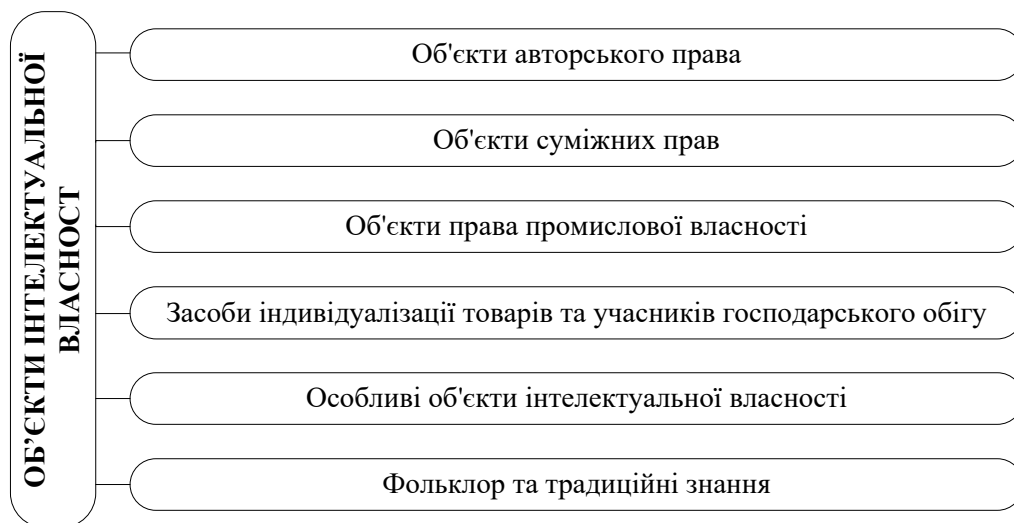 ОБ’ЄКТИ ІНТЕЛЕКТУАЛЬНОЇ
ВЛАСНОСТ
Об'єкти авторського права
Об'єкти суміжних прав
Об'єкти права промислової власності
Засоби індивідуалізації товарів та учасників господарського обігу
Особливі об'єкти інтелектуальної власності
Фольклор та традиційні знання